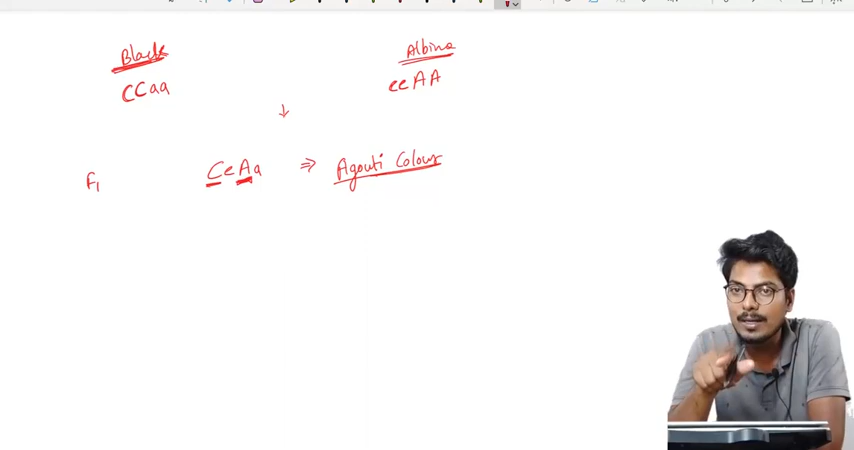 Black Albino
CCaa ccAA
↓
F1 CcAa ⇒ Agouti Colour